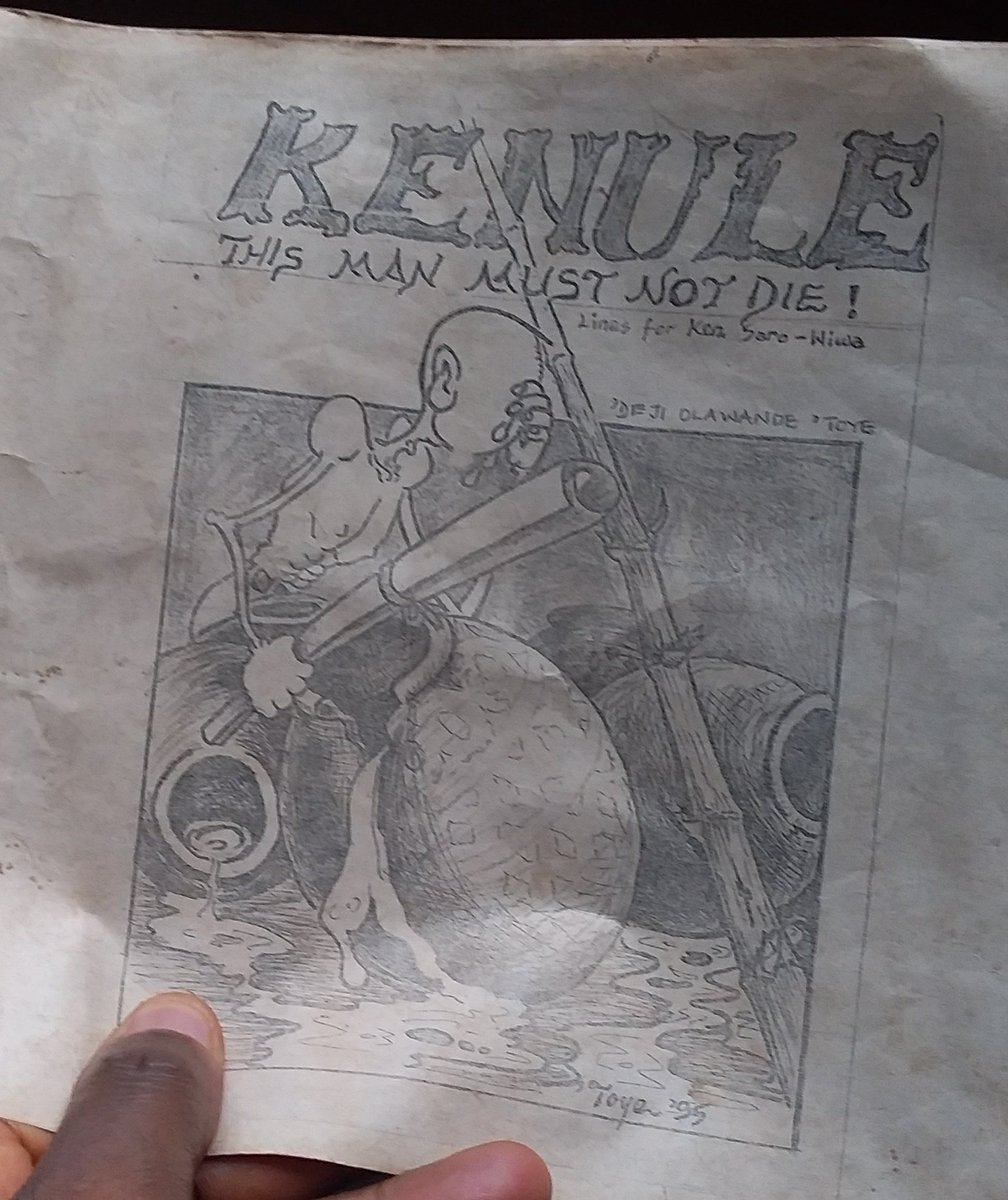 KENULE
THIS MAN MUST NOT DIE !
Lines for Ken Saro-Wiwa
'DEJI OLAWANDE 'TOYE
Toye '95